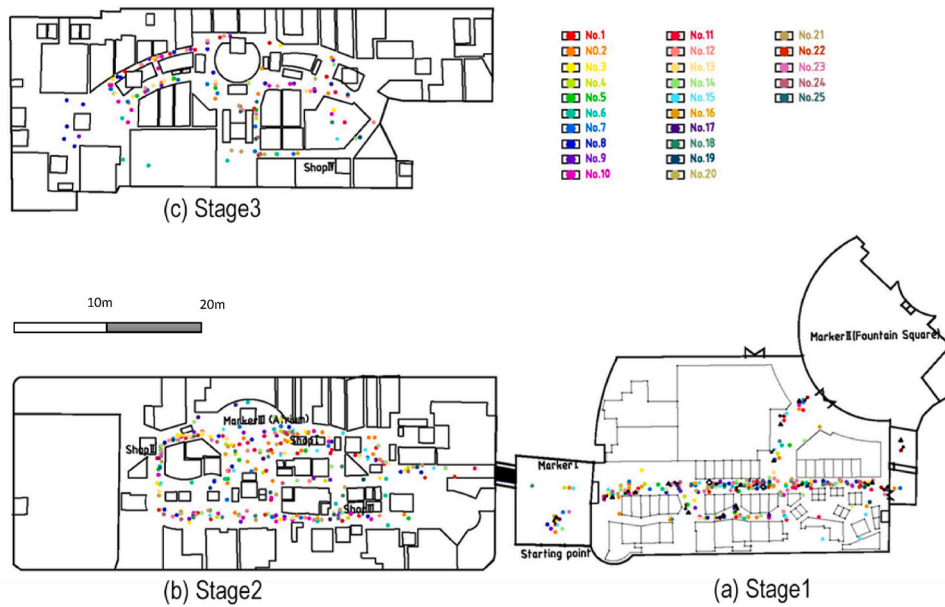 No.1
NO.2
No.3
No.4
No.5
No.6
No.7
No.8
No.9
No.10
No.11
No.12
No.13
No.14
No.15
No.16
No.17
No.18
No.19
No.20
No.21
No.22
No.23
No.24
No.25
ShopⅣ
(c) Stage3
10m
20m
MarkerⅡ(Fountain Square)
MarkerⅢ (Atrium)
ShopⅠ
ShopⅡ
ShopⅢ
Marker1
Starting point
(b) Stage2
(a) Stage1